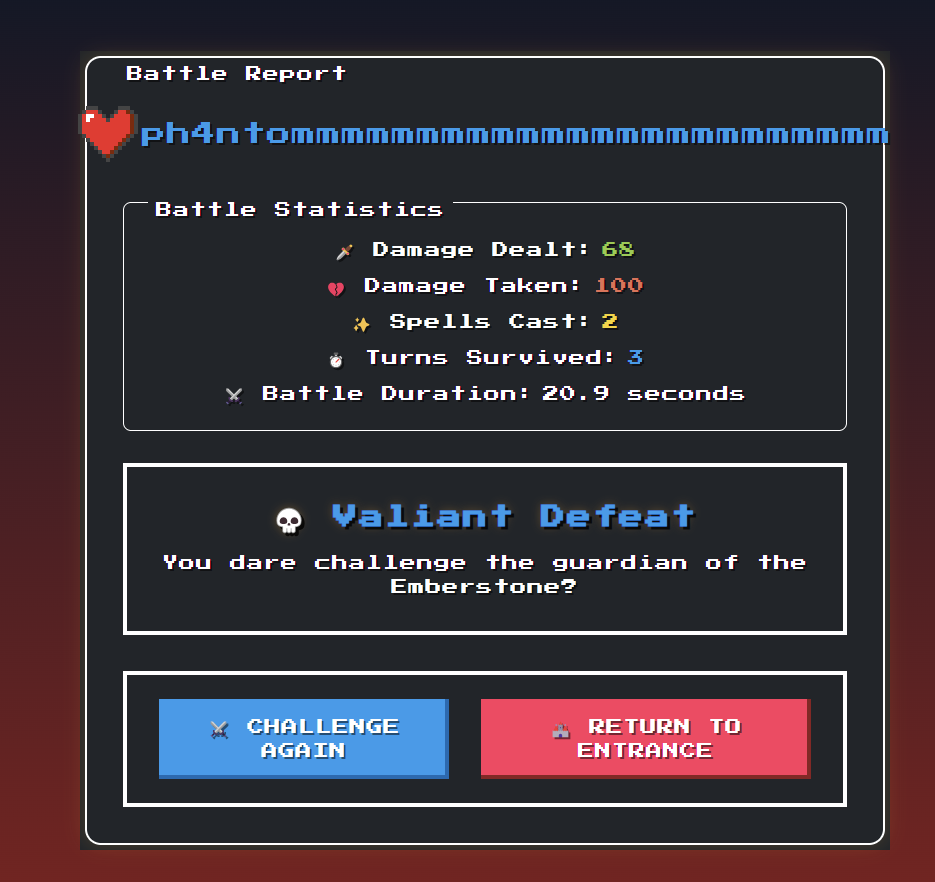 Battle Report
ph4ntommmmmmmmmmmmmmmmmmmmmmmm
Battle Statistics
Damage Dealt: 68
Damage Taken: 100
Spells Cast: 2
Turns Survived: 3
Battle Duration: 20.9 seconds
Valiant Defeat
You dare challenge the guardian of the
Emberstone?
CHALLENGE
AGAIN
RETURN TO
ENTRANCE